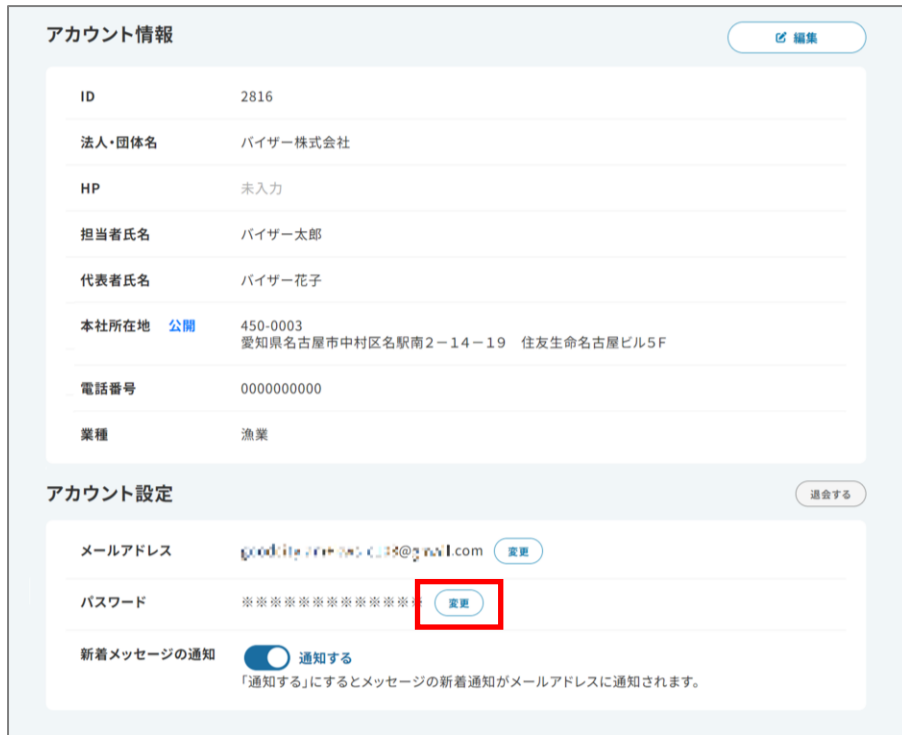 アカウント情報
編集
ID 2816
法人・団体名 バイザー株式会社
HP 未入力
担当者氏名 バイザー太郎
代表者氏名 バイザー花子
本社所在地 公開 450-0003
愛知県名古屋市中村区名駅南2－14－19　住友生命名古屋ビル5F
電話番号 0000000000
業種 漁業
アカウント設定
退会する
メールアドレス .com 変更
パスワード ※※※※※※※※※※※※※ 変更
新着メッセージの通知 通知する
「通知する」にするとメッセージの新着通知がメールアドレスに通知されます。